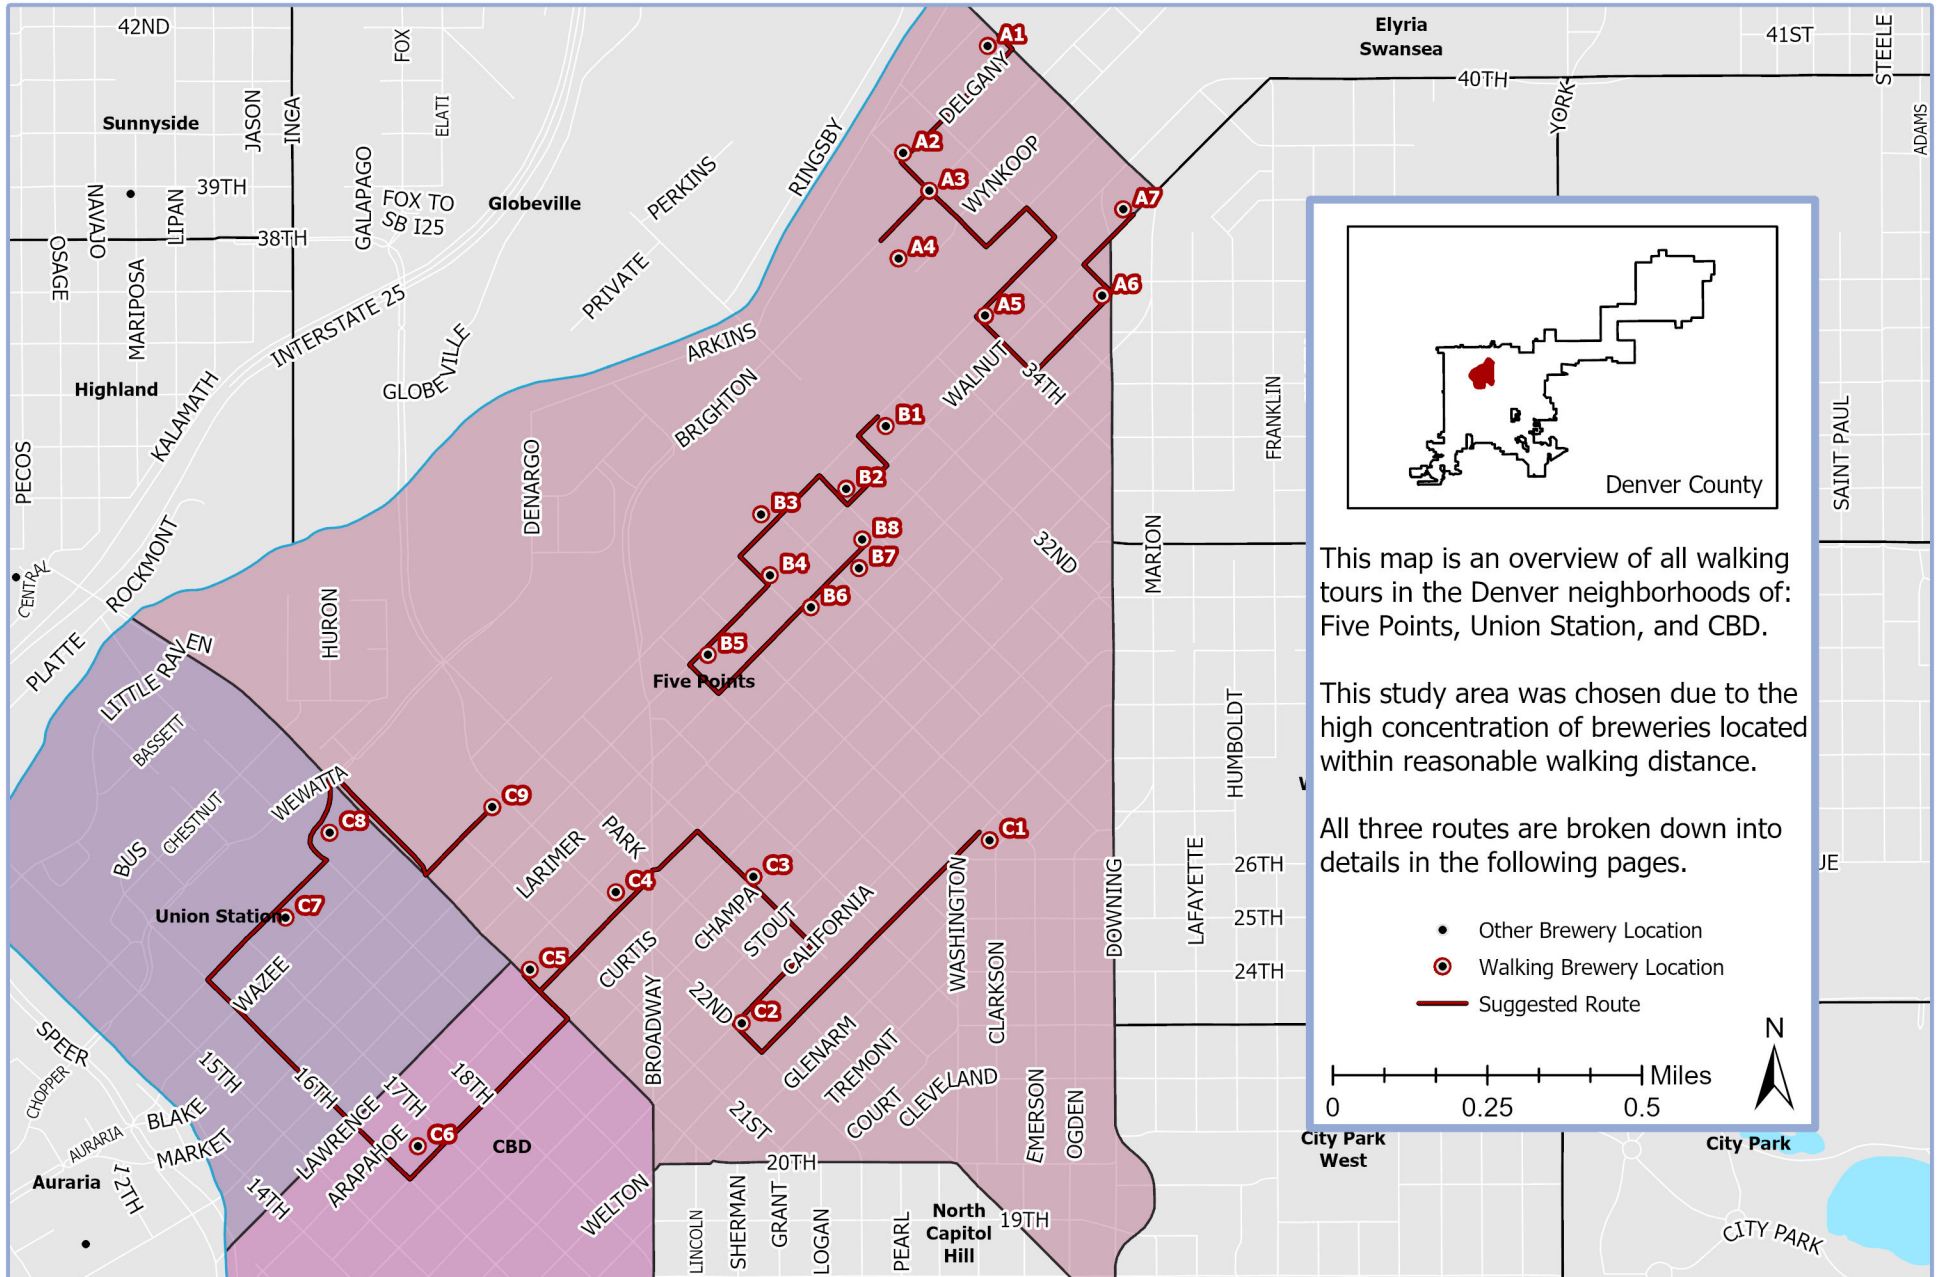 42ND
FOX
A1
Elyria
Swansea
41ST
STEELE
40TH
YORK
ADAMS
DELGANY
ELATI
JASON
INCA
Sunnyside
A2
RINGSBY
WYNKOOP
A3
PERKINS
GALAPAGO
39TH
NAVAJO
LIPAN
FOX TO
SB I25
Globeville
A7
38TH
A4
OSAGE
MARIPOSA
PRIVATE
A6
INTERSTATE 25
A5
ARKINS
GLOBEVILLE
WALNUT
34TH
Highland
KALAMATH
GLOBEVILLE
BRIGHTON
B1
FRANKLIN
SAINT PAUL
PECOS
DENARGO
B2
B3
B8
B7
32ND
MARION
B4
B6
CENTRAL
ROCKMONT
HURON
B5
Five Points
PLATTE
LITTLE RAVEN
BASSETT
HUMBOLDT
WEWATTA
C9
CHESTNUT
C8
BUS
LARIMER
PARK
C1
C3
C4
26TH
UE
CHAMPA
STOUT
CALIFORNIA
WASHINGTON
DOWNING
LAFAYETTE
Union Station
C7
25TH
C5
CURTIS
24TH
WAZEE
BROADWAY
22ND
C2
CLARKSON
SPEER
CHOPPER
15TH
16TH
17TH
18TH
GLENARM
TREMONT
COURT
CLEVELAND
EMERSON
OGDEN
BLAKE
AURARIA
MARKET
LAWRENCE
ARAPAHOE
C6
CBD
21ST
Auraria
12TH
14TH
WELTON
20TH
LINCOLN
SHERMAN
GRANT
LOGAN
PEARL
North
Capitol
Hill
19TH
City Park
West
City Park
CITY PARK
Denver County
This map is an overview of all walking
tours in the Denver neighborhoods of:
Five Points, Union Station, and CBD.
This study area was chosen due to the
high concentration of breweries located
within reasonable walking distance.
All three routes are broken down into
details in the following pages.
Other Brewery Location
Walking Brewery Location
Suggested Route
N
Miles
0
0.25
0.5